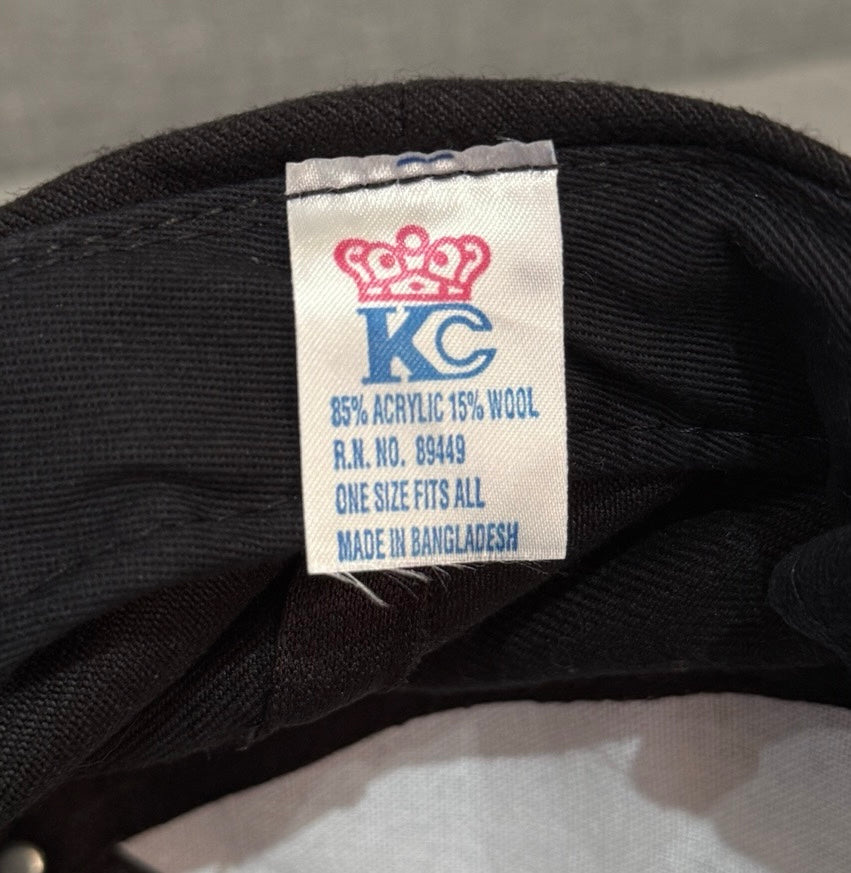 KC
85% ACRYLIC 15% WOOL
R.N. NO. 89449
ONE SIZE FITS ALL
MADE IN BANGLADESH